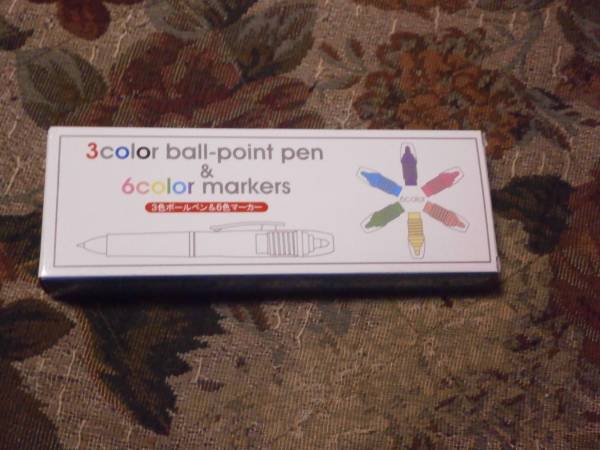 3color ball-point pen
&
6color markers
3色ボールペン&6色マーカー
6color